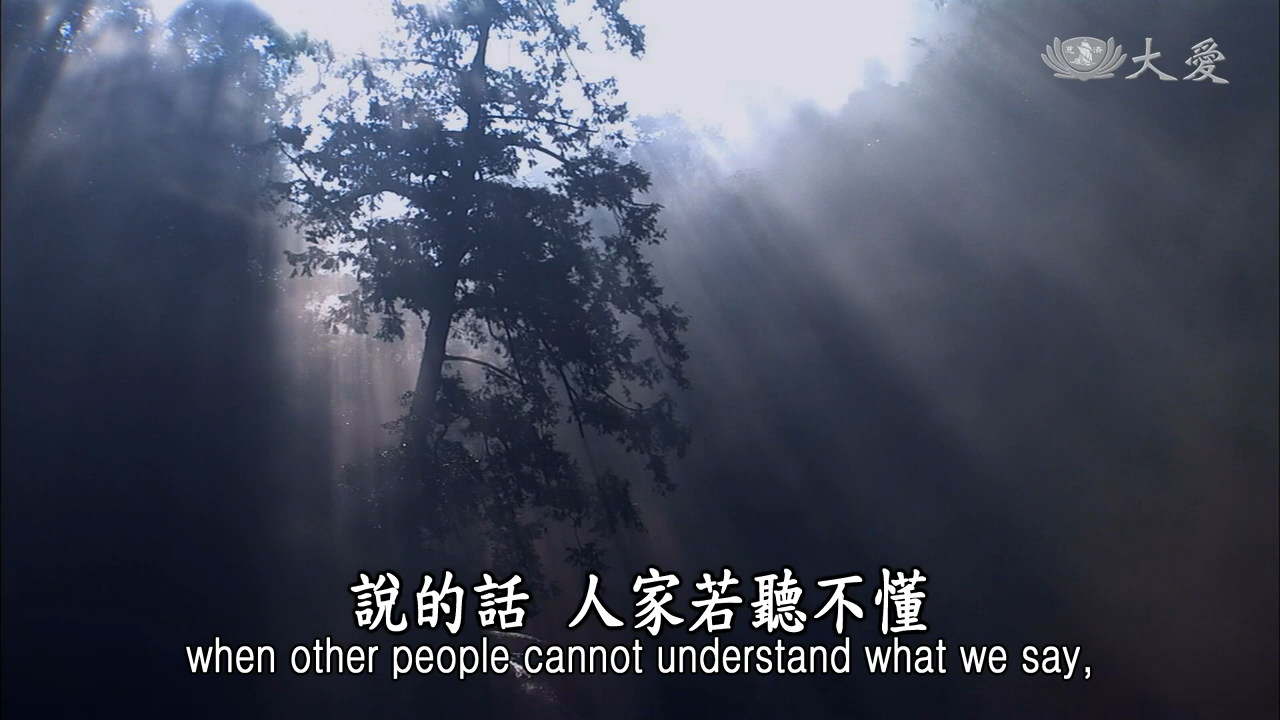 大愛
說的話 人家若聽不懂
when other people cannot understand what we say,